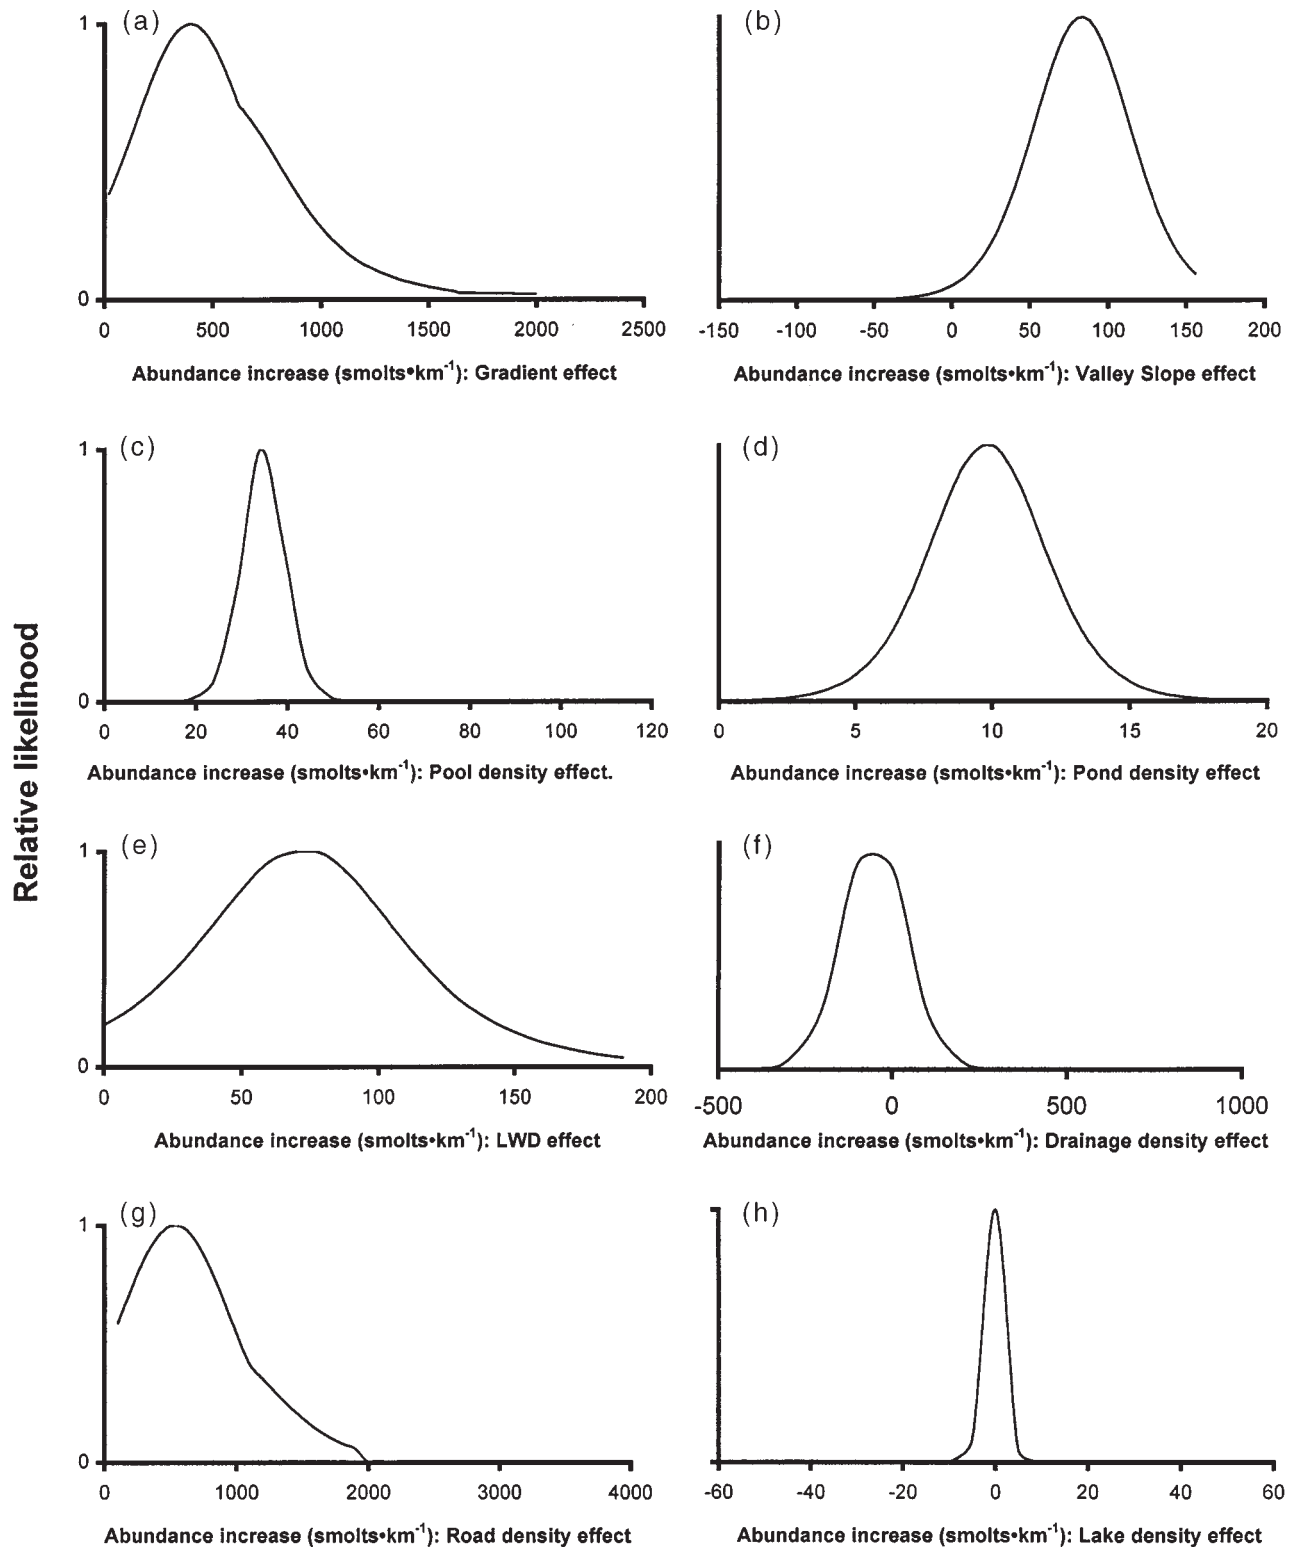 Relative likelihood
(a)
1
0
0 500 1000 1500 2000 2500
Abundance increase (smolts•km⁻¹): Gradient effect
(b)
-150 -100 -50 0 50 100 150 200
Abundance increase (smolts•km⁻¹): Valley Slope effect
(c)
1
0
0 20 40 60 80 100 120
Abundance increase (smolts•km⁻¹): Pool density effect.
(d)
0 5 10 15 20
Abundance increase (smolts•km⁻¹): Pond density effect
(e)
1
0
0 50 100 150 200
Abundance increase (smolts•km⁻¹): LWD effect
(f)
-500 0 500 1000
Abundance increase (smolts•km⁻¹): Drainage density effect
(g)
1
0
0 1000 2000 3000 4000
Abundance increase (smolts•km⁻¹): Road density effect
(h)
-60 -40 -20 0 20 40 60
Abundance increase (smolts•km⁻¹): Lake density effect